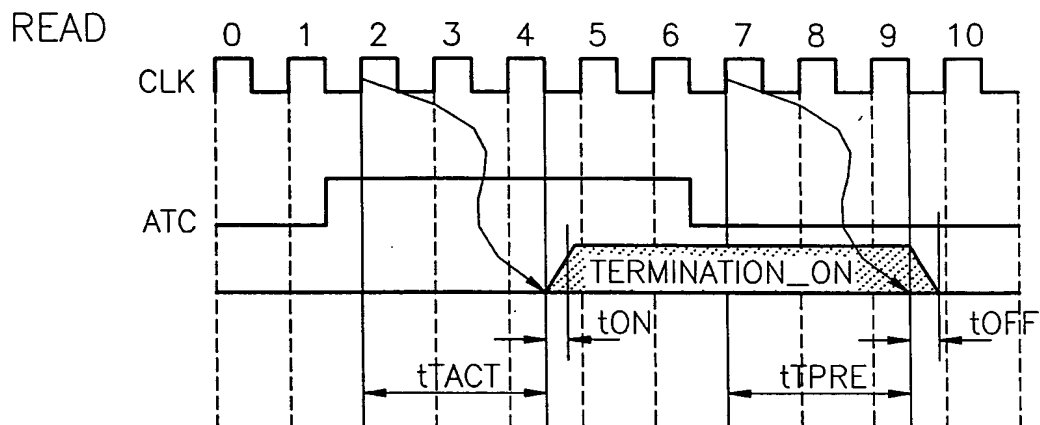 READ
0 1 2 3 4 5 6 7 8 9 10
CLK
ATC
TERMINATION_ON
tON
tOFF
tTACT
tTPRE